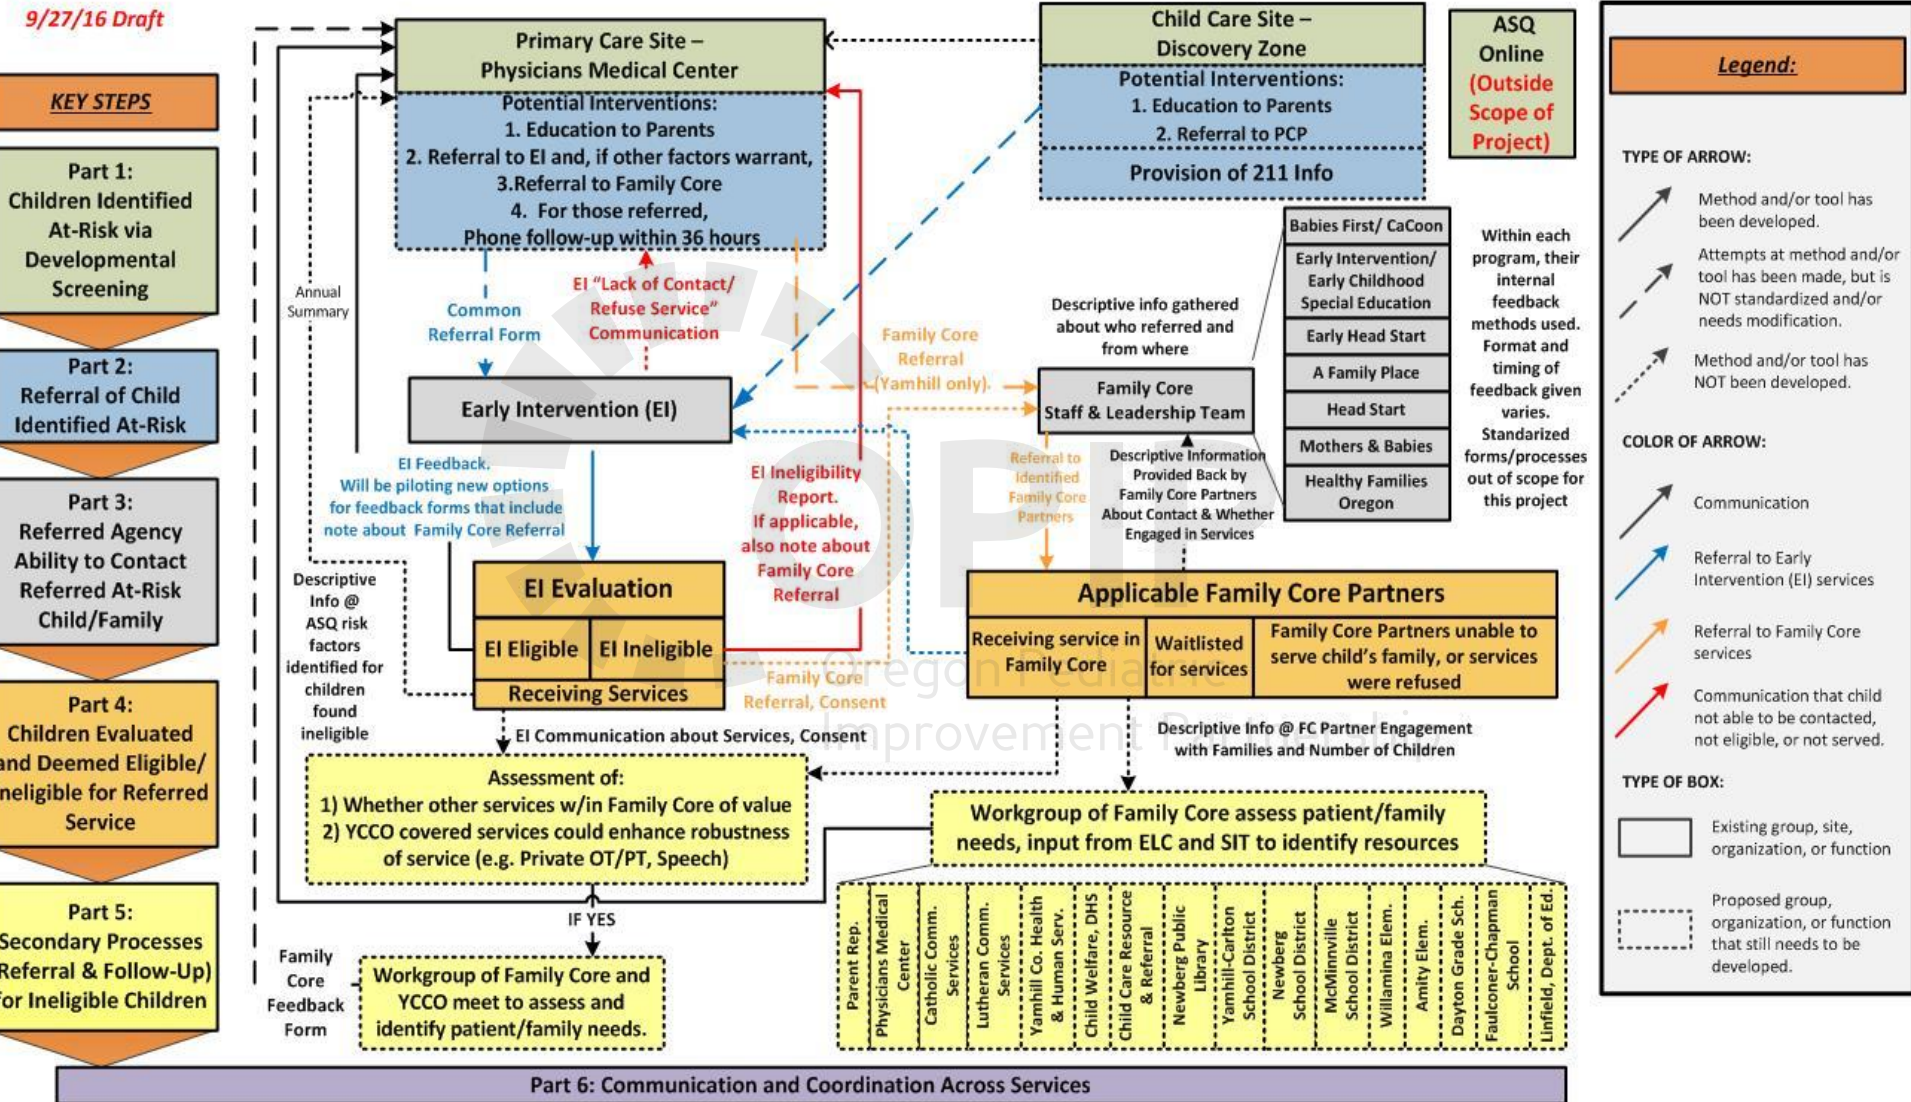 9/27/16 Draft
KEY STEPS
Part 1:
Children Identified
At-Risk via
Developmental
Screening
Part 2:
Referral of Child
Identified At-Risk
Part 3:
Referred Agency
Ability to Contact
Referred At-Risk
Child/Family
Part 4:
Children Evaluated
and Deemed Eligible/
neligible for Referred
Service
Part 5:
Secondary Processes
(Referral & Follow-Up)
for Ineligible Children
Primary Care Site –
Physicians Medical Center
Potential Interventions:
1. Education to Parents
2. Referral to EI and, if other factors warrant,
3.Referral to Family Core
4. For those referred,
Phone follow-up within 36 hours
Child Care Site –
Discovery Zone
Potential Interventions:
1. Education to Parents
2. Referral to PCP
Provision of 211 Info
ASQ
Online
(Outside
Scope of
Project)
Annual
Summary
Common
Referral Form
EI “Lack of Contact/
Refuse Service”
Communication
Family Core
Referral
(Yamhill only).
Descriptive info gathered
about who referred and
from where
Babies First/ CaCoon
Early Intervention/
Early Childhood
Special Education
Early Head Start
A Family Place
Head Start
Mothers & Babies
Healthy Families
Oregon
Within each
program, their
internal
feedback
methods used.
Format and
timing of
feedback given
varies.
Standarized
forms/processes
out of scope for
this project
Early Intervention (EI)
Family Core
Staff & Leadership Team
EI Feedback.
Will be piloting new options
for feedback forms that include
note about Family Core Referral
EI Ineligibility
Report.
If applicable,
also note about
Family Core
Referral
Referral to
Identified
Family Core
Partners
Descriptive Information
Provided Back by
Family Core Partners
About Contact & Whether
Engaged in Services
Descriptive
Info @
ASQ risk
factors
identified for
children
found
ineligible
EI Evaluation
EI Eligible
EI Ineligible
Receiving Services
Family Core
Referral, Consent
Applicable Family Core Partners
Receiving service in
Family Core
Waitlisted
for services
Family Core Partners unable to
serve child’s family, or services
were refused
EI Communication about Services, Consent
Descriptive Info @ FC Partner Engagement
with Families and Number of Children
Assessment of:
1) Whether other services w/in Family Core of value
2) YCCO covered services could enhance robustness
of service (e.g. Private OT/PT, Speech)
IF YES
Family
Core
Feedback
Form
Workgroup of Family Core and
YCCO meet to assess and
identify patient/family needs.
Workgroup of Family Core assess patient/family
needs, input from ELC and SIT to identify resources
Parent Rep.
Physicians Medical
Center
Catholic Comm.
Services
Lutheran Comm.
Services
Yamhill Co. Health
& Human Serv.
Child Welfare, DHS
Child Care Resource
& Referral
Newberg Public
Library
Yamhill-Carlton
School District
Newberg
School District
McMinnville
School District
Willamina Elem.
Amity Elem.
Dayton Grade Sch.
Faulconer-Chapman
School
Linfield, Dept. of Ed.
Part 6: Communication and Coordination Across Services
OPIP
Oregon Pediatric
Improvement Partnership
Legend:
TYPE OF ARROW:
Method and/or tool has
been developed.
Attempts at method and/or
tool has been made, but is
NOT standardized and/or
needs modification.
Method and/or tool has
NOT been developed.
COLOR OF ARROW:
Communication
Referral to Early
Intervention (EI) services
Referral to Family Core
services
Communication that child
not able to be contacted,
not eligible, or not served.
TYPE OF BOX:
Existing group, site,
organization, or function
Proposed group,
organization, or function
that still needs to be
developed.